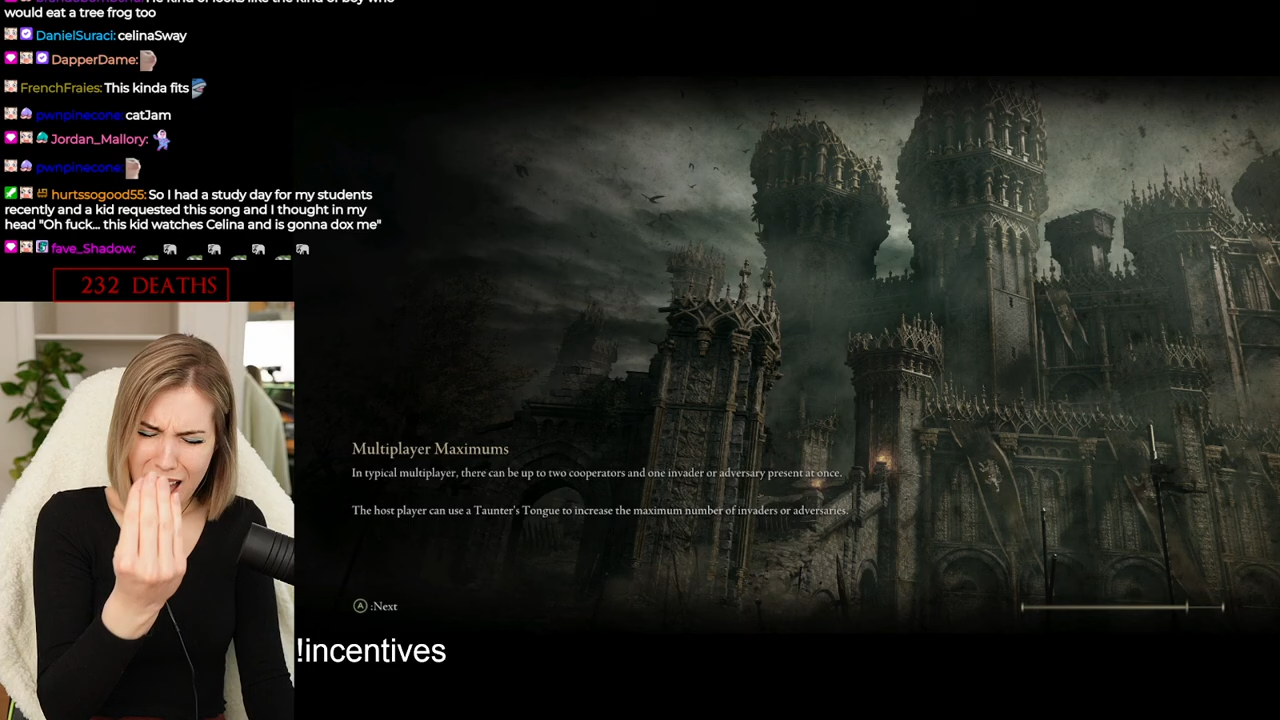 would eat a tree frog too
DanielSuraci: celinaSway
DapperDame:
FrenchFraies: This kinda fits
pwnpinecone: catJam
Jordan_Mallory:
pwnpinecone:
hurtssogood55: So I had a study day for my students
recently and a kid requested this song and I thought in my
head "Oh fuck... this kid watches Celina and is gonna dox me"
fave_Shadow:
232 DEATHS
Multiplayer Maximums
In typical multiplayer, there can be up to two cooperators and one invader or adversary present at once.
The host player can use a Taunter's Tongue to increase the maximum number of invaders or adversaries.
A :Next
!incentives